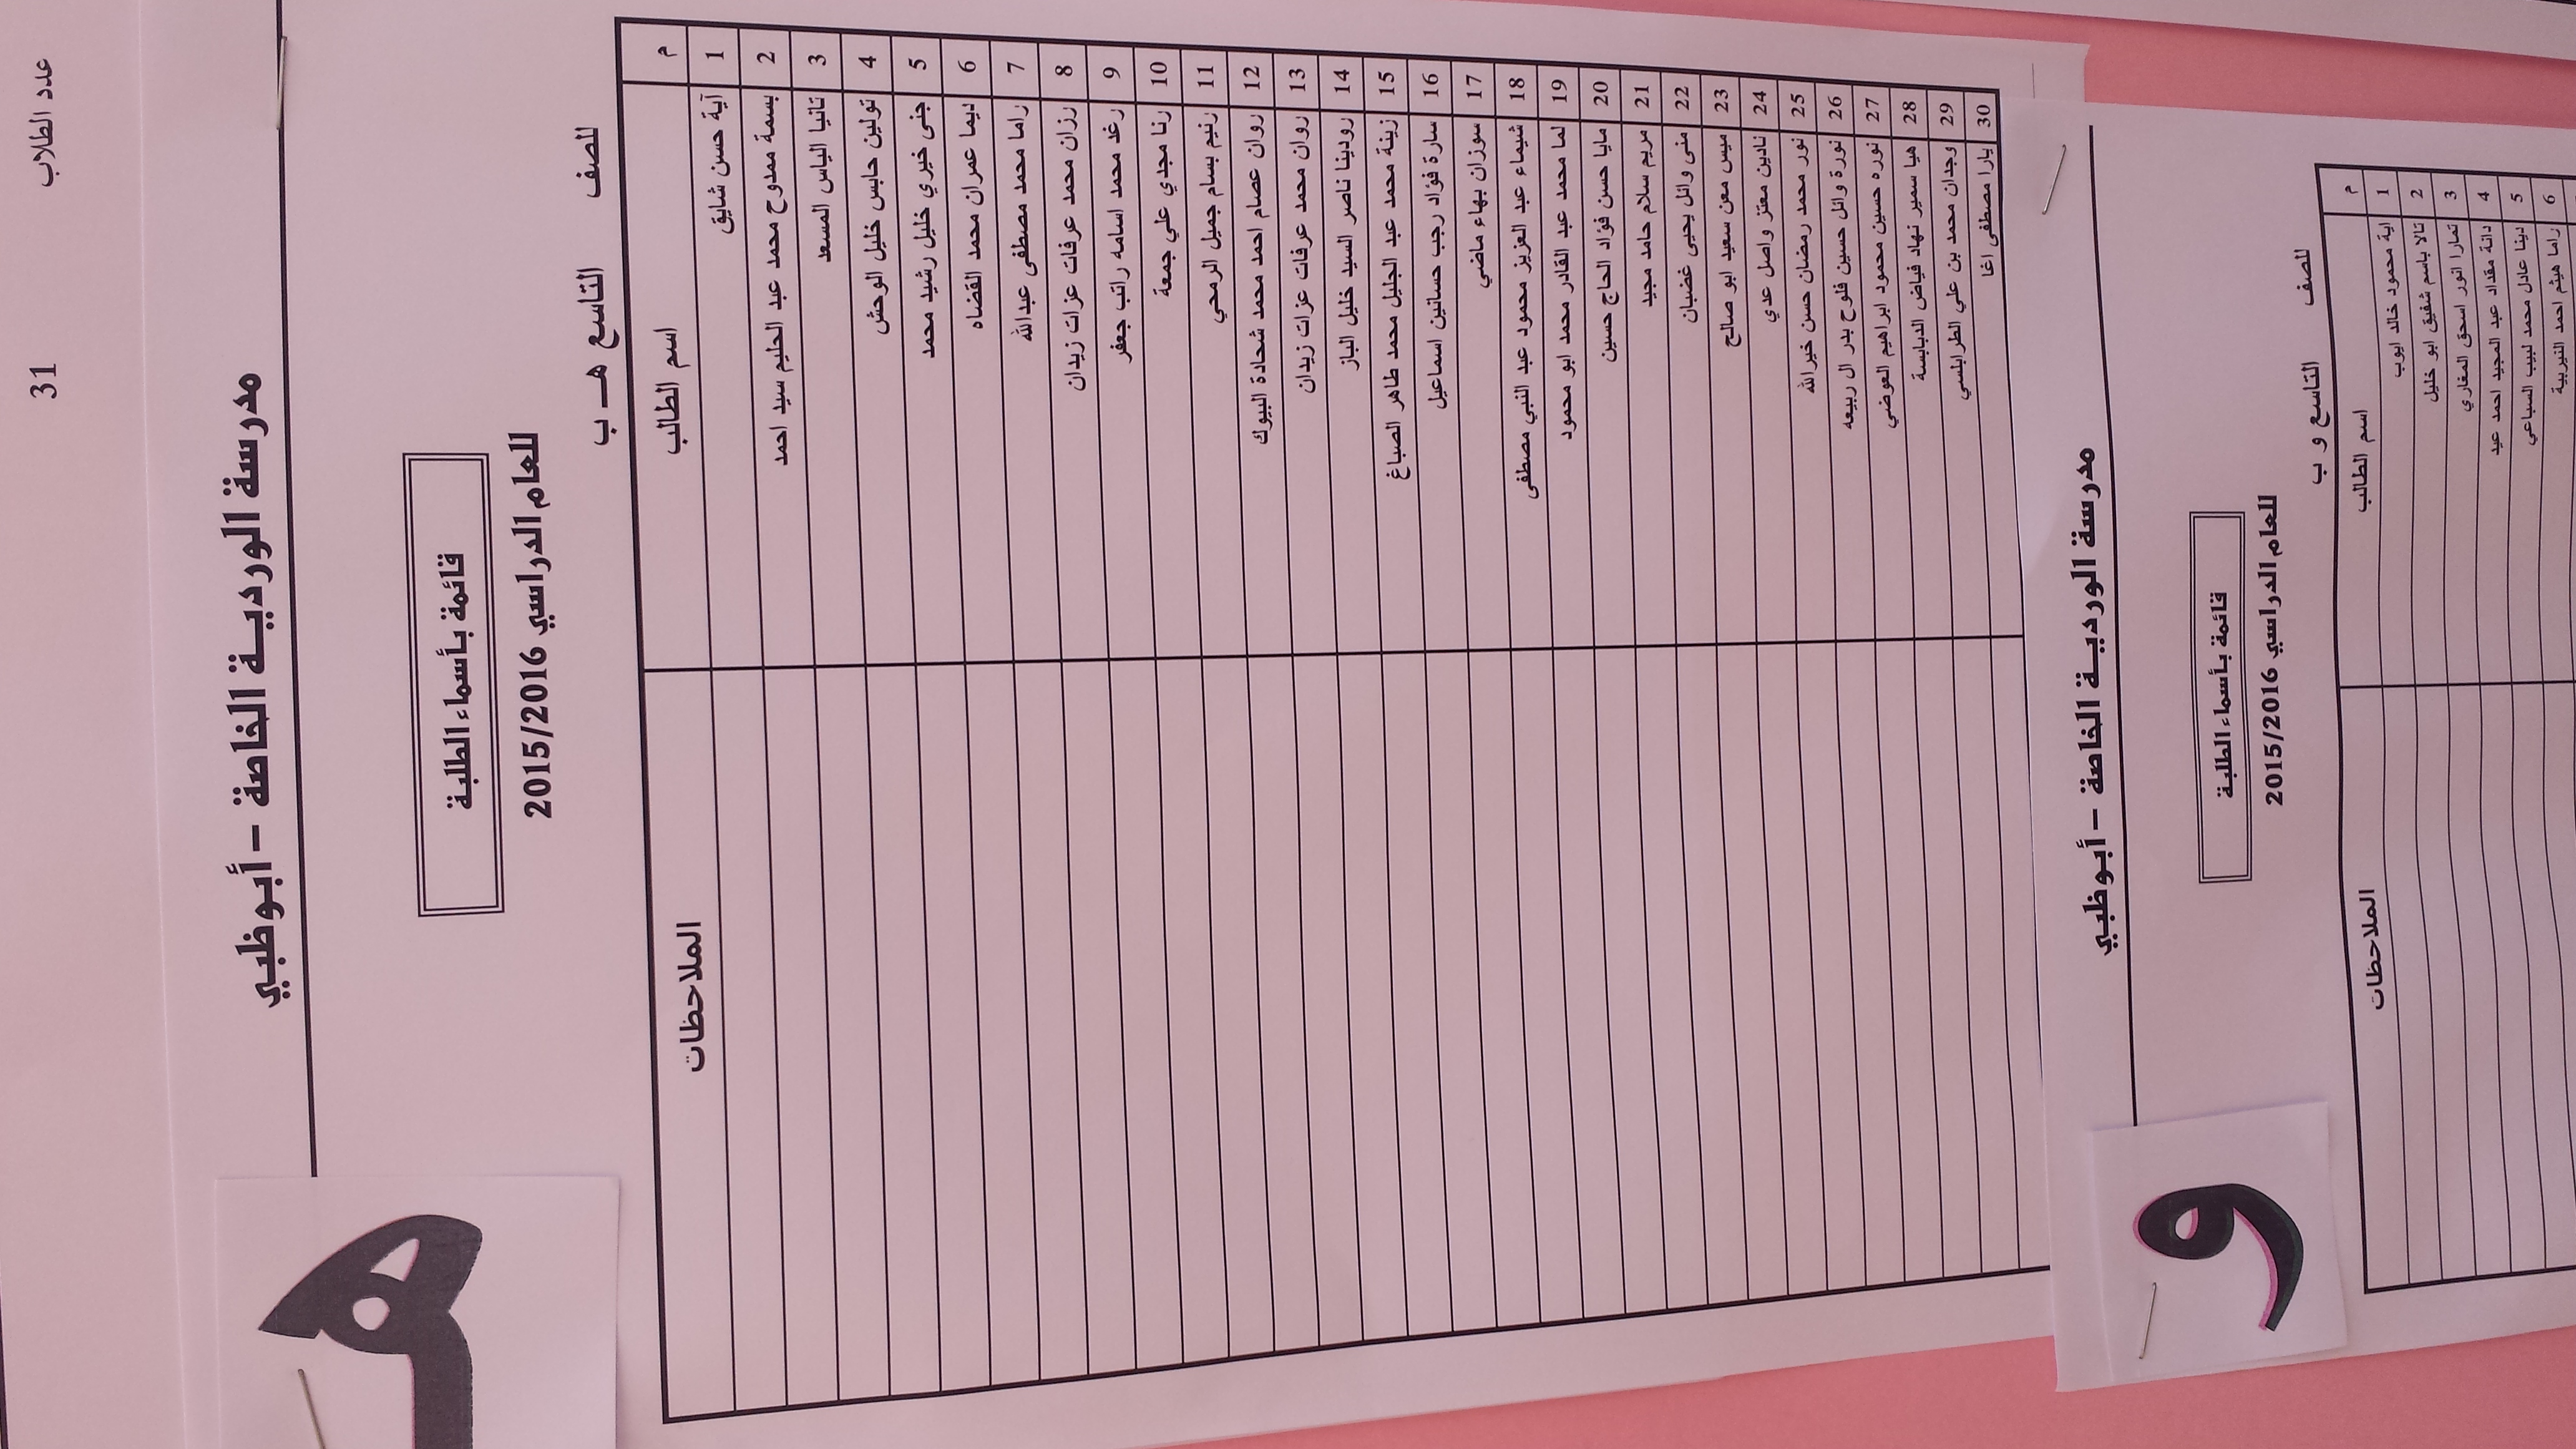 عدد الطلاب 31
مدرسة الوردية الخاصة - أبوظبي
هـ
قائمة بأسماء الطلبة
للعام الدراسي 2015/2016
للصف التاسع هـ ب
م اسم الطالب الملاحظات
1 آية حسن شايق
2 بسمة ممدوح محمد عبد الحليم سيد احمد
3 تانيا الياس المسعد
4 تولين حابس خليل الوحش
5 جنى خيري خليل رشيد محمد
6 ديما عمران محمد القضاه
7 راما محمد مصطفى عبدالله
8 رزان محمد عرفات عزات زيدان
9 رغد محمد اسامه راتب جعفر
10 رنا مجدي علي جمعة
11 رنيم بسام جميل الرمحي
12 روان عصام احمد محمد شحادة البيوك
13 روان محمد عرفات عزات زيدان
14 رودينا ناصر السيد خليل الباز
15 زينة محمد عبد الجليل محمد طاهر الصباغ
16 سارة فؤاد رجب حسانين اسماعيل
17 سوزان بهاء ماضي
18 شيماء عبد العزيز محمود عبد النبي مصطفى
19 لما محمد عبد القادر محمد ابو محمود
20 مايا حسن فؤاد الحاج حسين
21 مريم سلام حامد مجيد
22 منى وائل يحيى غضبان
23 ميس معن سعيد ابو صالح
24 نادين معتز واصل عدي
25 نور محمد رمضان حسن خيرالله
26 نورة وائل حسين فلوح بدر ال ربيعه
27 نوره حسين محمود ابراهيم العوضي
28 هيا سمير نهاد فياض الدبابسة
29 وجدان محمد بن علي الطرابلسي
30 يارا مصطفى اغا
مدرسة الوردية الخاصة - أبوظبي
و
قائمة بأسماء الطلبة
للعام الدراسي 2015/2016
للصف التاسع و ب
م اسم الطالب الملاحظات
1 اية محمود خالد ايوب
2 تالا باسم شفيق ابو خليل
3 تمارا انور اسحق المغاري
4 دانة مقداد عبد المجيد احمد عيد
5 دينا عادل محمد لبيب السباعي
6 راما هيثم احمد النيربية